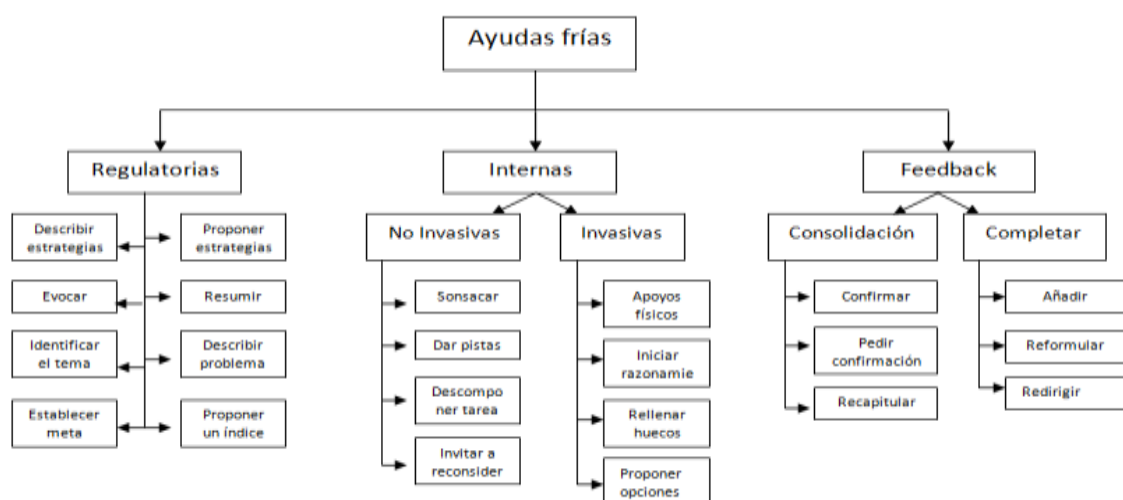 Ayudas frías
Regulatorias
Internas
Feedback
Describir
estrategias
Proponer
estrategias
Evocar
Resumir
Identificar
el tema
Describir
problema
Establecer
meta
Proponer
un índice
No Invasivas
Invasivas
Sonsacar
Dar pistas
Descompo
ner tarea
Invitar a
reconsider
Apoyos
físicos
Iniciar
razonamie
Rellenar
huecos
Proponer
opciones
Consolidación
Completar
Confirmar
Pedir
confirmación
Recapitular
Añadir
Reformular
Redirigir